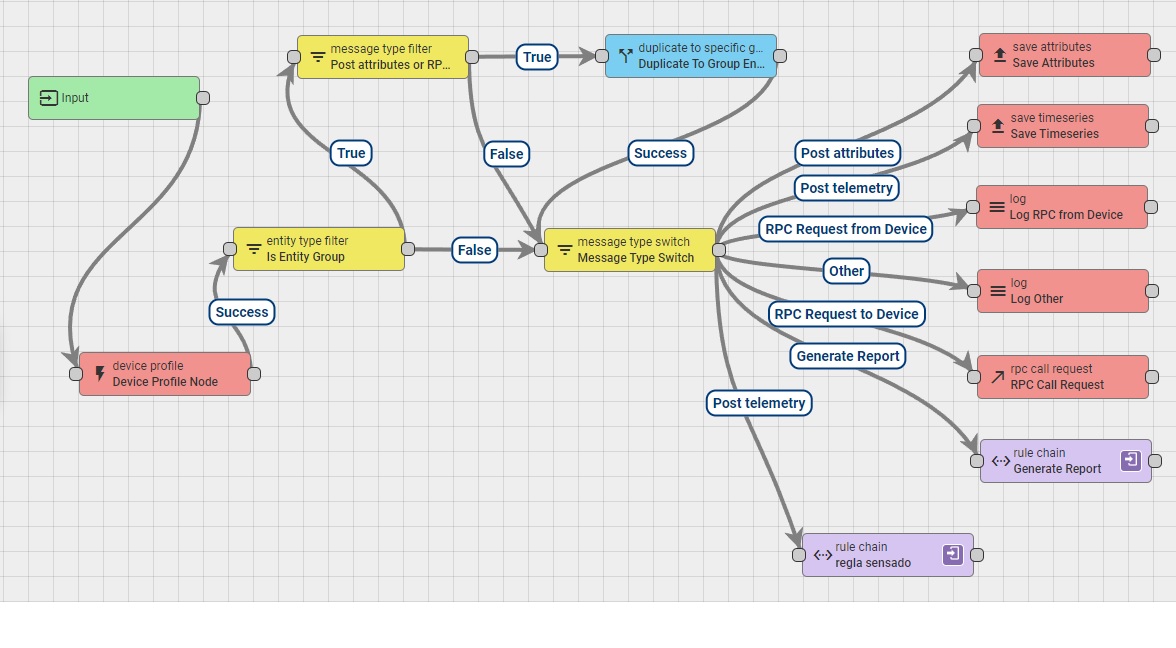 message type filter
Post attributes or RP...
True
duplicate to specific g...
Duplicate To Group En...
save attributes
Save Attributes
Input
save timeseries
Save Timeseries
True
False
Success
Post attributes
Post telemetry
log
Log RPC from Device
RPC Request from Device
entity type filter
Is Entity Group
False
message type switch
Message Type Switch
Other
log
Log Other
Success
RPC Request to Device
Generate Report
device profile
Device Profile Node
rpc call request
RPC Call Request
Post telemetry
rule chain
Generate Report
rule chain
regla sensado